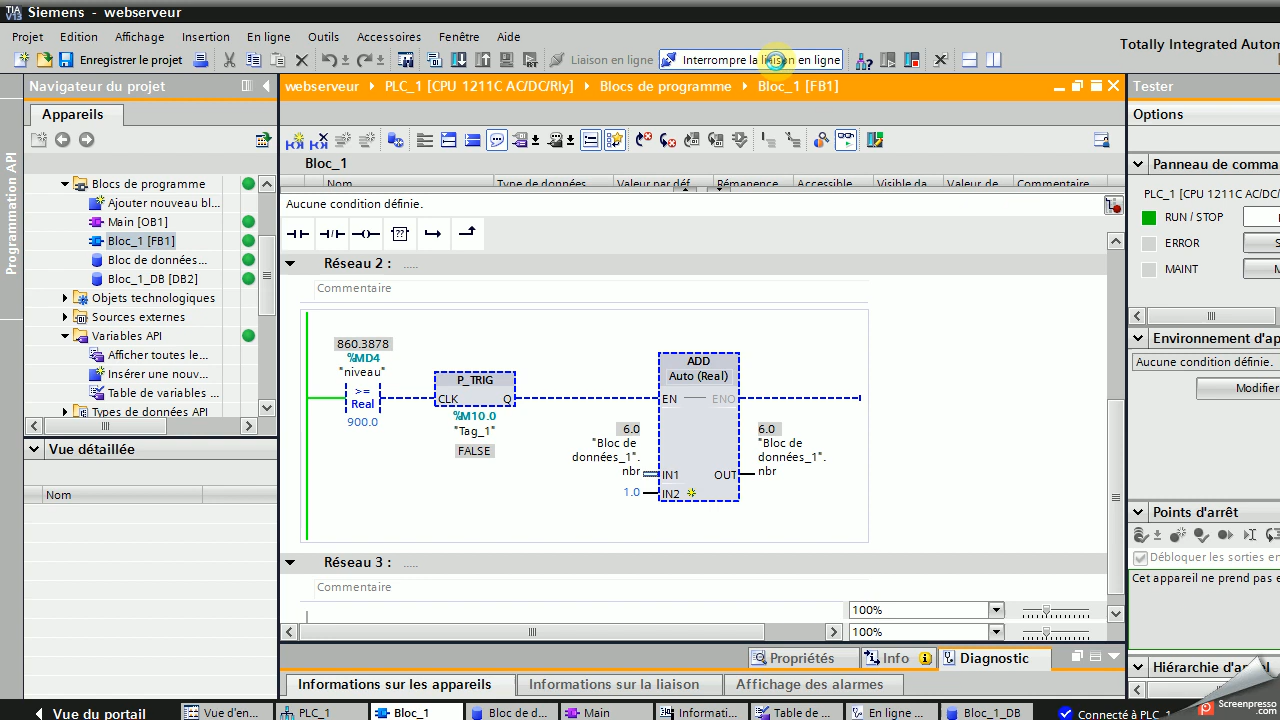 TIA
V13
Siemens - webserveur
Projet Edition Affichage Insertion En ligne Outils Accessoires Fenêtre Aide
Totally Integrated Autom
Enregistrer le projet
Liaison en ligne
Interrompre la liaison en ligne
Programmation API
Navigateur du projet
Appareils
Blocs de programme
Ajouter nouveau bl...
Main [OB1]
Bloc_1 [FB1]
Bloc de données...
Bloc_1_DB [DB2]
Objets technologiques
Sources externes
Variables API
Afficher toutes le...
Insérer une nouv...
Table de variables ...
Types de données API
Vue détaillée
Nom
webserveur PLC_1 [CPU 1211C AC/DC/Rly] Blocs de programme Bloc_1 [FB1]
Bloc_1
Nom Type de données Valeur par déf. Rémanence Accessible Visible da Valeur de Commentaire
Aucune condition définie.
Réseau 2 : .....
Commentaire
860.3878
%MD4
"niveau"
>=
Real
900.0
P_TRIG
CLK Q
%M10.0
"Tag_1"
FALSE
ADD
Auto (Real)
EN ENO
6.0
"Bloc de
données_1".
nbr
IN1
1.0
IN2
OUT
6.0
"Bloc de
données_1".
nbr
Réseau 3 : .....
Commentaire
100%
100%
Propriétés Info Diagnostic
Informations sur les appareils Informations sur la liaison Affichage des alarmes
Tester
Options
Panneau de comma
PLC_1 [CPU 1211C AC/DC/
RUN / STOP
ERROR
MAINT
Environnement d'ap
Aucune condition définie.
Modifier
Points d'arrêt
Débloquer les sorties en
Cet appareil ne prend pas e
Hiérarchie d'appel
Vue du portail
Vue d'en...
PLC_1
Bloc_1
Bloc de d...
Main
Informati...
Table de ...
En ligne ...
Bloc_1_DB
Connecté à PLC_1
Screenpresso
.com